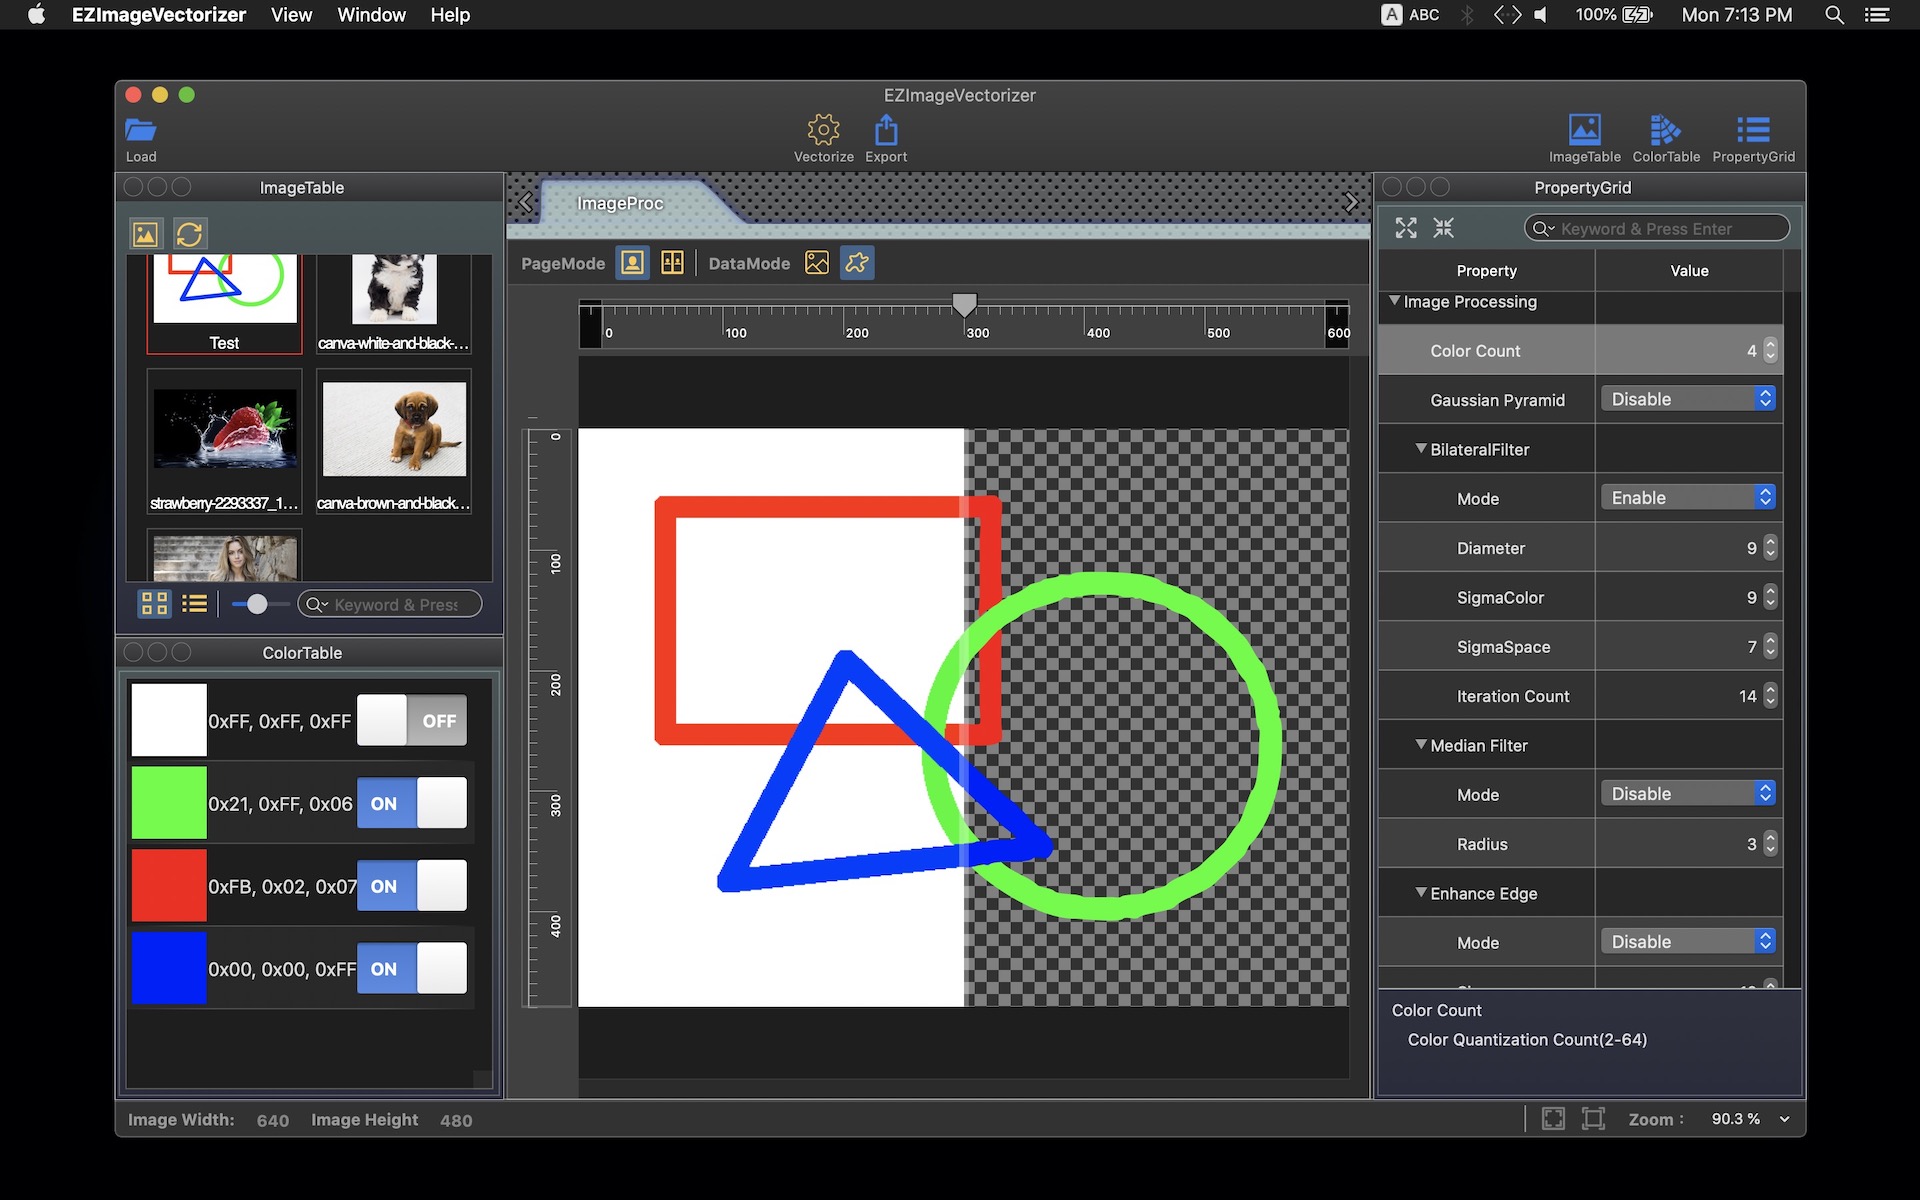 EZImageVectorizer View Window Help
A ABC 100% Mon 7:13 PM
EZImageVectorizer
Load
Vectorize Export
ImageTable ColorTable PropertyGrid
ImageTable
Test
canva-white-and-black-...
strawberry-2293337_1...
canva-brown-and-black...
Keyword & Press
ColorTable
0xFF, 0xFF, 0xFF OFF
0x21, 0xFF, 0x06 ON
0xFB, 0x02, 0x07 ON
0x00, 0x00, 0xFF ON
ImageProc
PageMode DataMode
0 100 200 300 400 500 600
0
100
200
300
400
PropertyGrid
Keyword & Press Enter
Property Value
Image Processing
Color Count 4
Gaussian Pyramid Disable
BilateralFilter
Mode Enable
Diameter 9
SigmaColor 9
SigmaSpace 7
Iteration Count 14
Median Filter
Mode Disable
Radius 3
Enhance Edge
Mode Disable
Color Count
Color Quantization Count(2-64)
Image Width: 640 Image Height 480
Zoom : 90.3 %